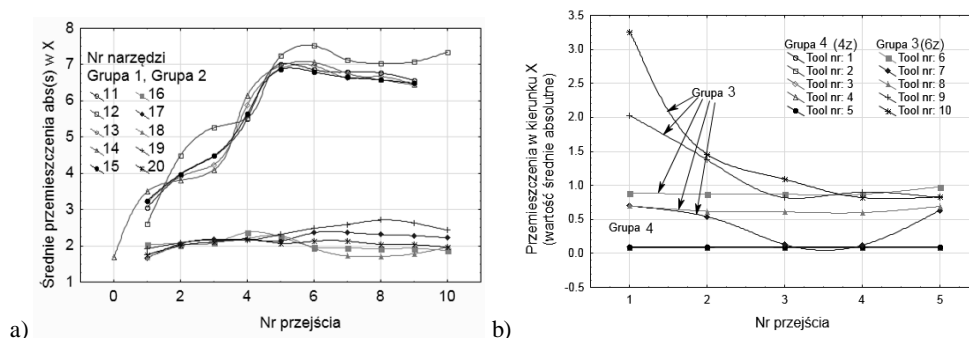 a)
Średnie przemieszczenia abs(s) w X
8
7
6
5
4
3
2
1
Nr narzędzi
Grupa 1, Grupa 2
11 16
12 17
13 18
14 19
15 20
0 2 4 6 8 10
Nr przejścia
b)
Przemieszczenia w kierunku X
(wartość średnie absolutne)
3.5
3.0
2.5
2.0
1.5
1.0
0.5
0.0
-0.5
Grupa 4 (4z) Grupa 3 (6z)
Tool nr: 1 Tool nr: 6
Tool nr: 2 Tool nr: 7
Tool nr: 3 Tool nr: 8
Tool nr: 4 Tool nr: 9
Tool nr: 5 Tool nr: 10
Grupa 3
Grupa 4
1 2 3 4 5
Nr przejścia